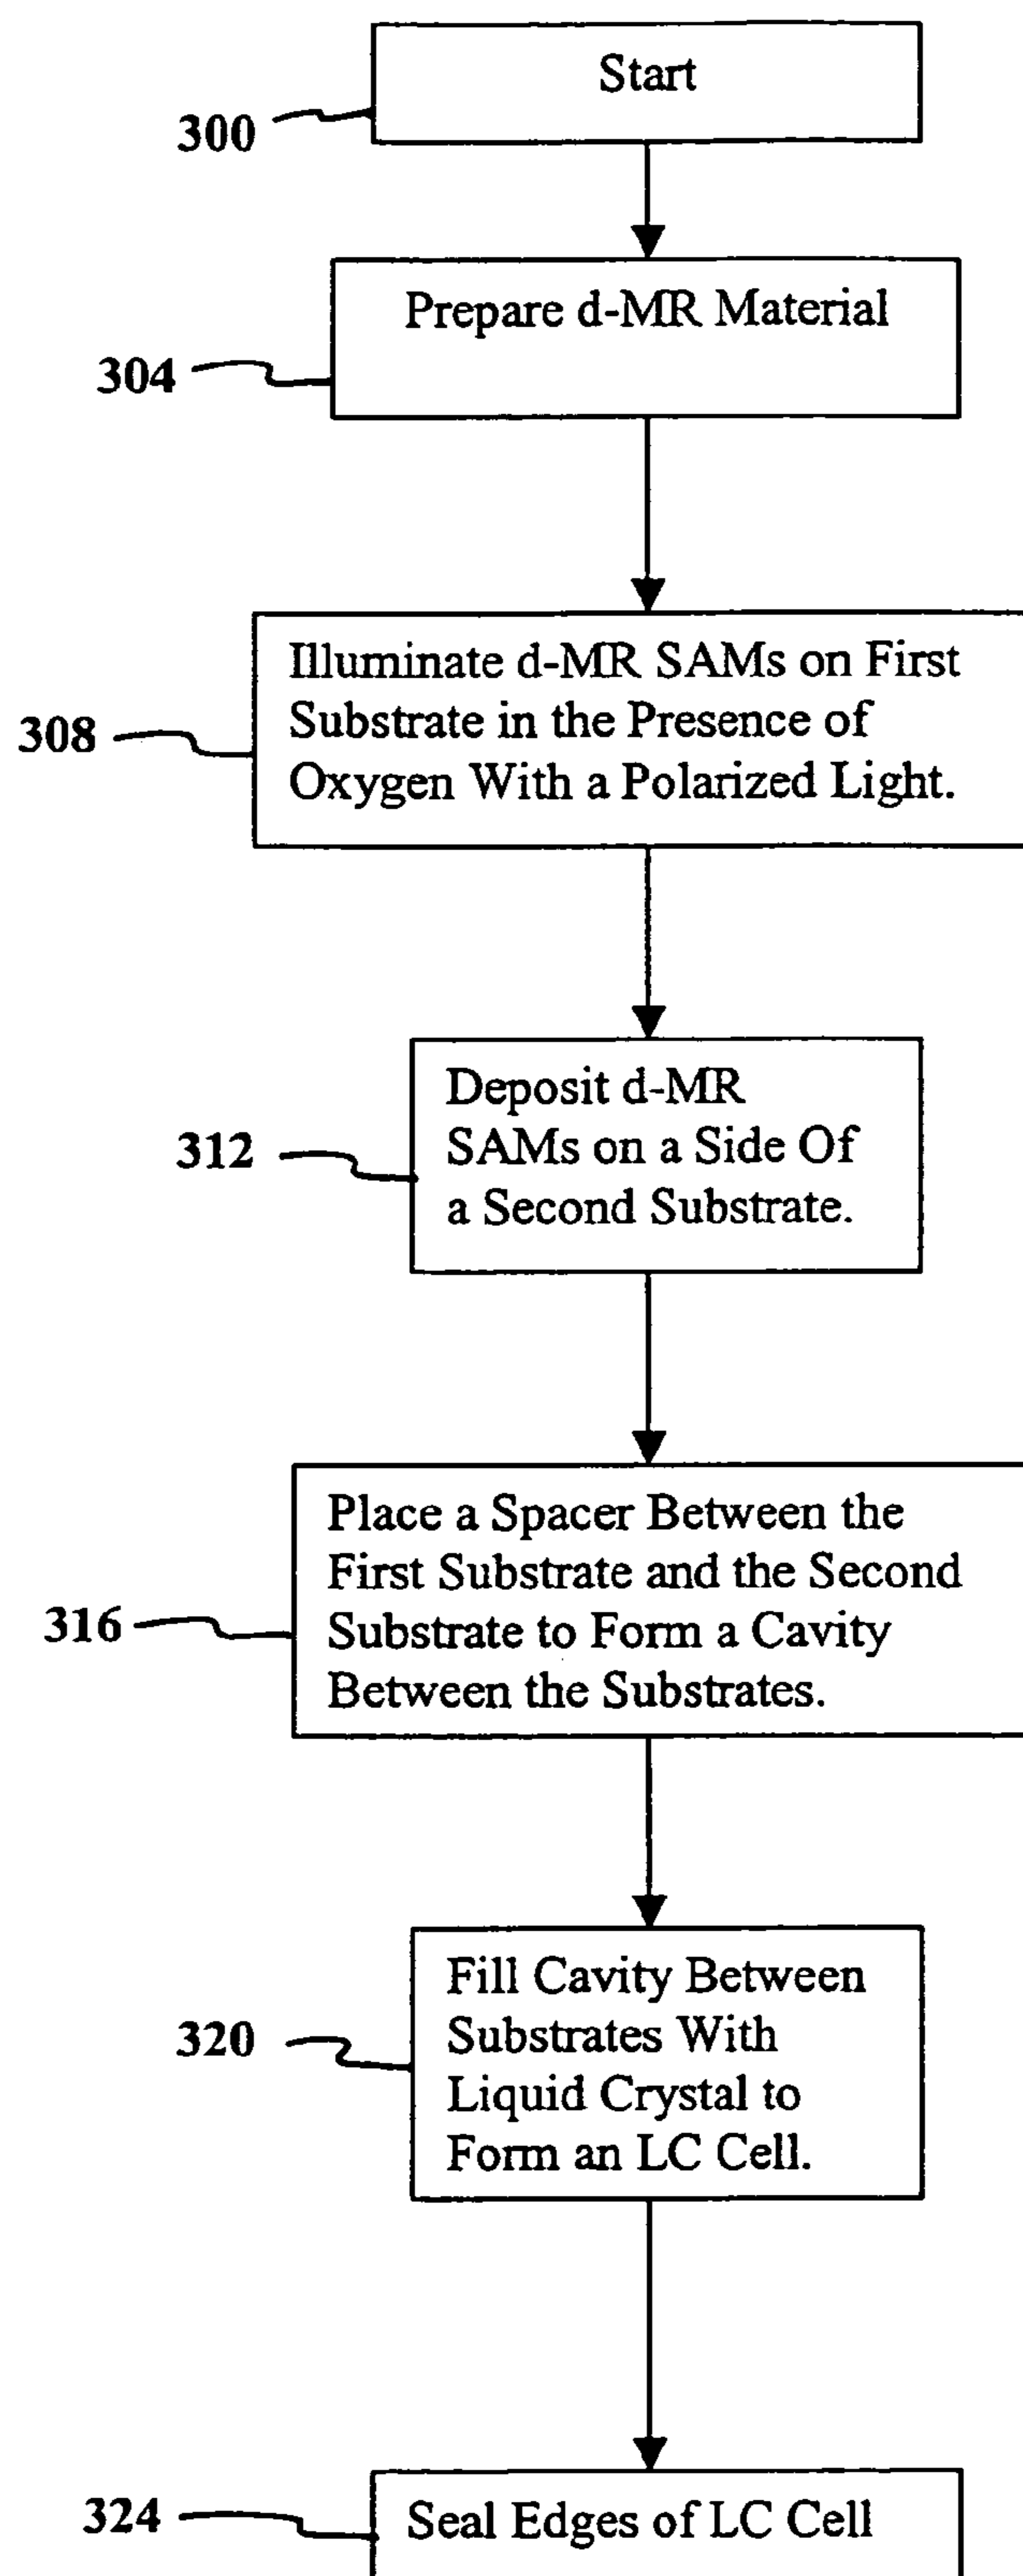 Start
300
Prepare d-MR Material
304
Illuminate d-MR SAMs on First
Substrate in the Presence of
Oxygen With a Polarized Light.
308
Deposit d-MR
SAMs on a Side Of
a Second Substrate.
312
Place a Spacer Between the
First Substrate and the Second
Substrate to Form a Cavity
Between the Substrates.
316
Fill Cavity Between
Substrates With
Liquid Crystal to
Form an LC Cell.
320
Seal Edges of LC Cell
324